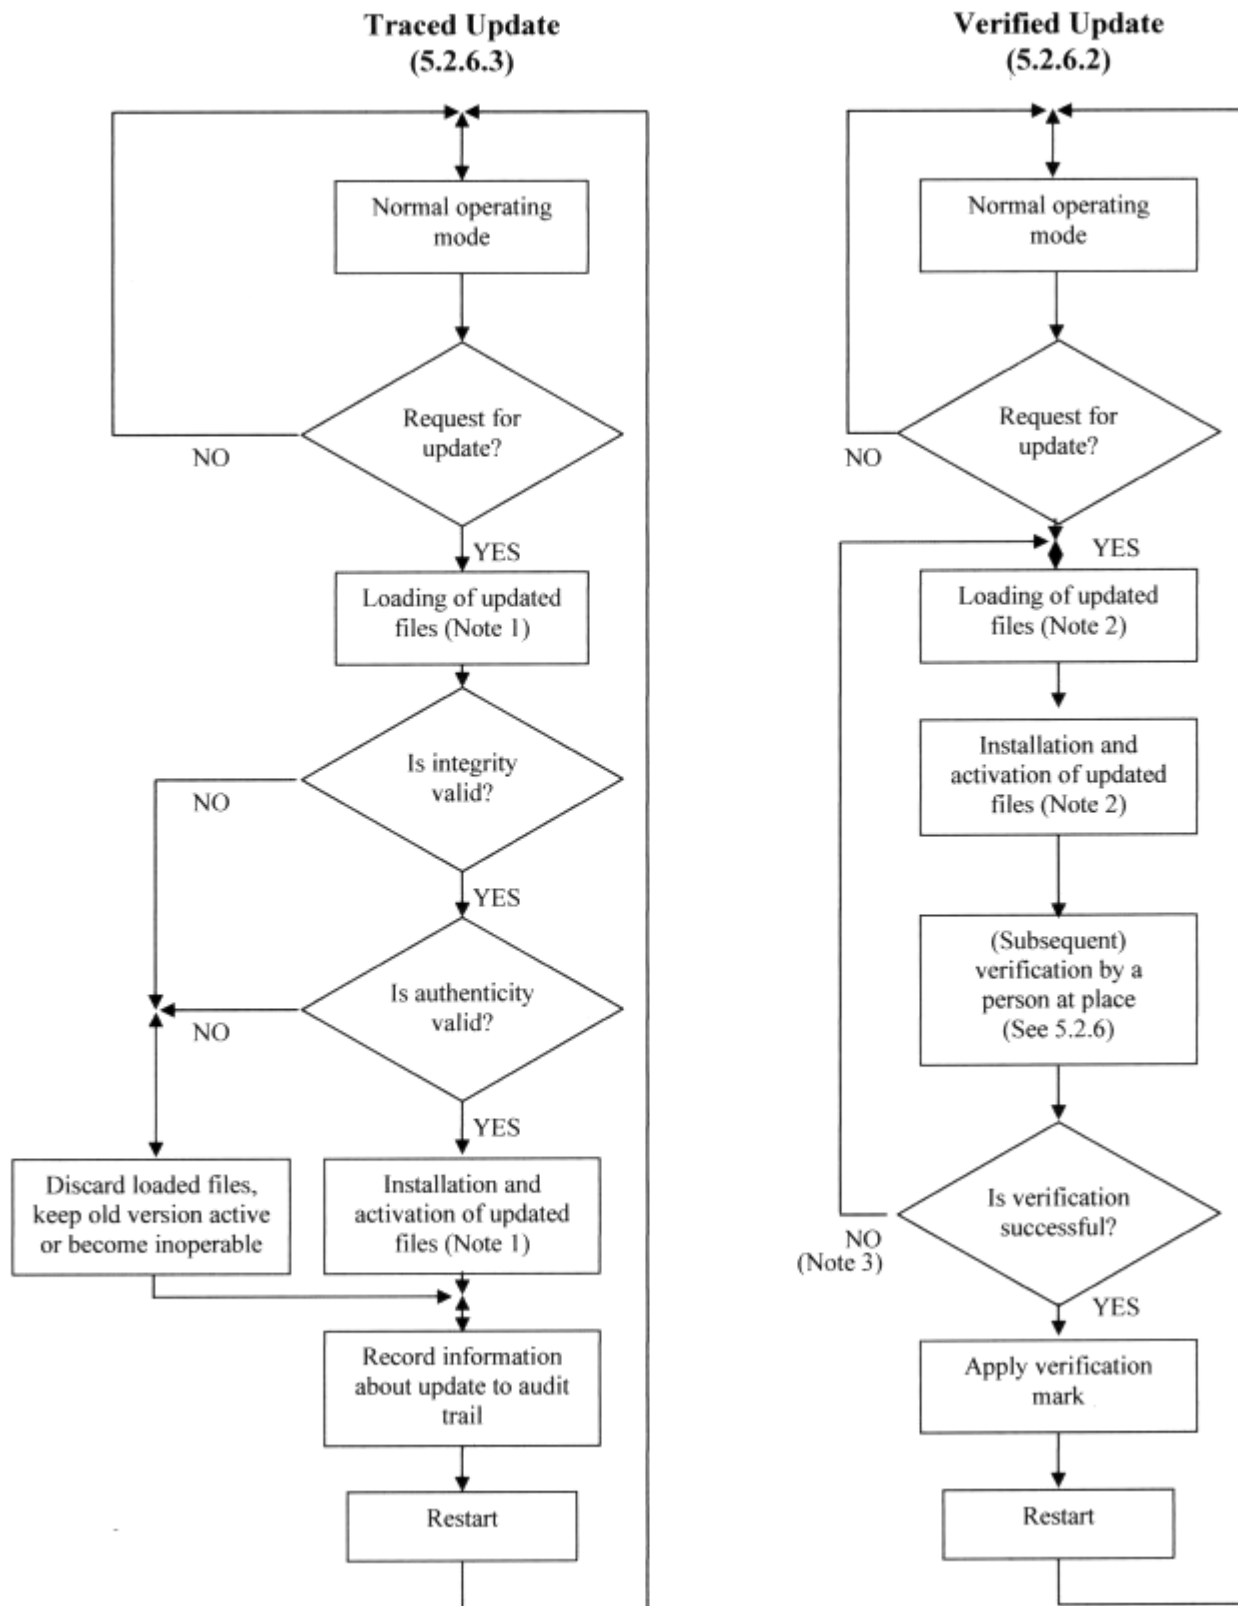 Traced Update
(5.2.6.3)
Normal operating
mode
Request for
update?
NO
YES
Loading of updated
files (Note 1)
Is integrity
valid?
NO
YES
Is authenticity
valid?
NO
YES
Discard loaded files,
keep old version active
or become inoperable
Installation and
activation of updated
files (Note 1)
Record information
about update to audit
trail
Restart
Verified Update
(5.2.6.2)
Normal operating
mode
Request for
update?
NO
YES
Loading of updated
files (Note 2)
Installation and
activation of updated
files (Note 2)
(Subsequent)
verification by a
person at place
(See 5.2.6)
Is verification
successful?
NO
(Note 3)
YES
Apply verification
mark
Restart